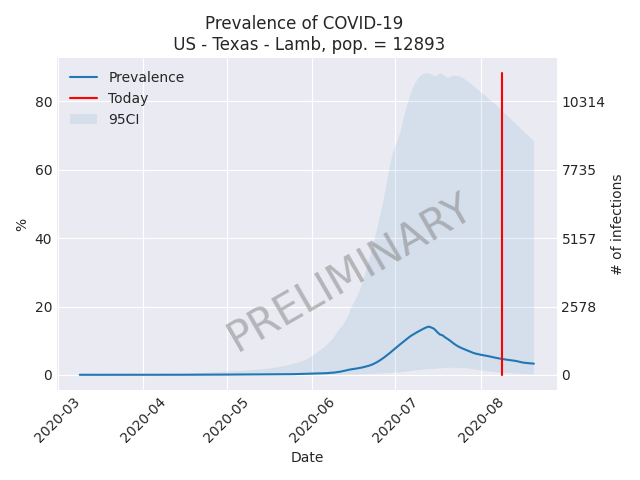 Prevalence of COVID-19
US - Texas - Lamb, pop. = 12893
Prevalence
Today
95CI
PRELIMINARY
%
80
60
40
20
0
# of infections
10314
7735
5157
2578
0
2020-03
2020-04
2020-05
2020-06
2020-07
2020-08
Date